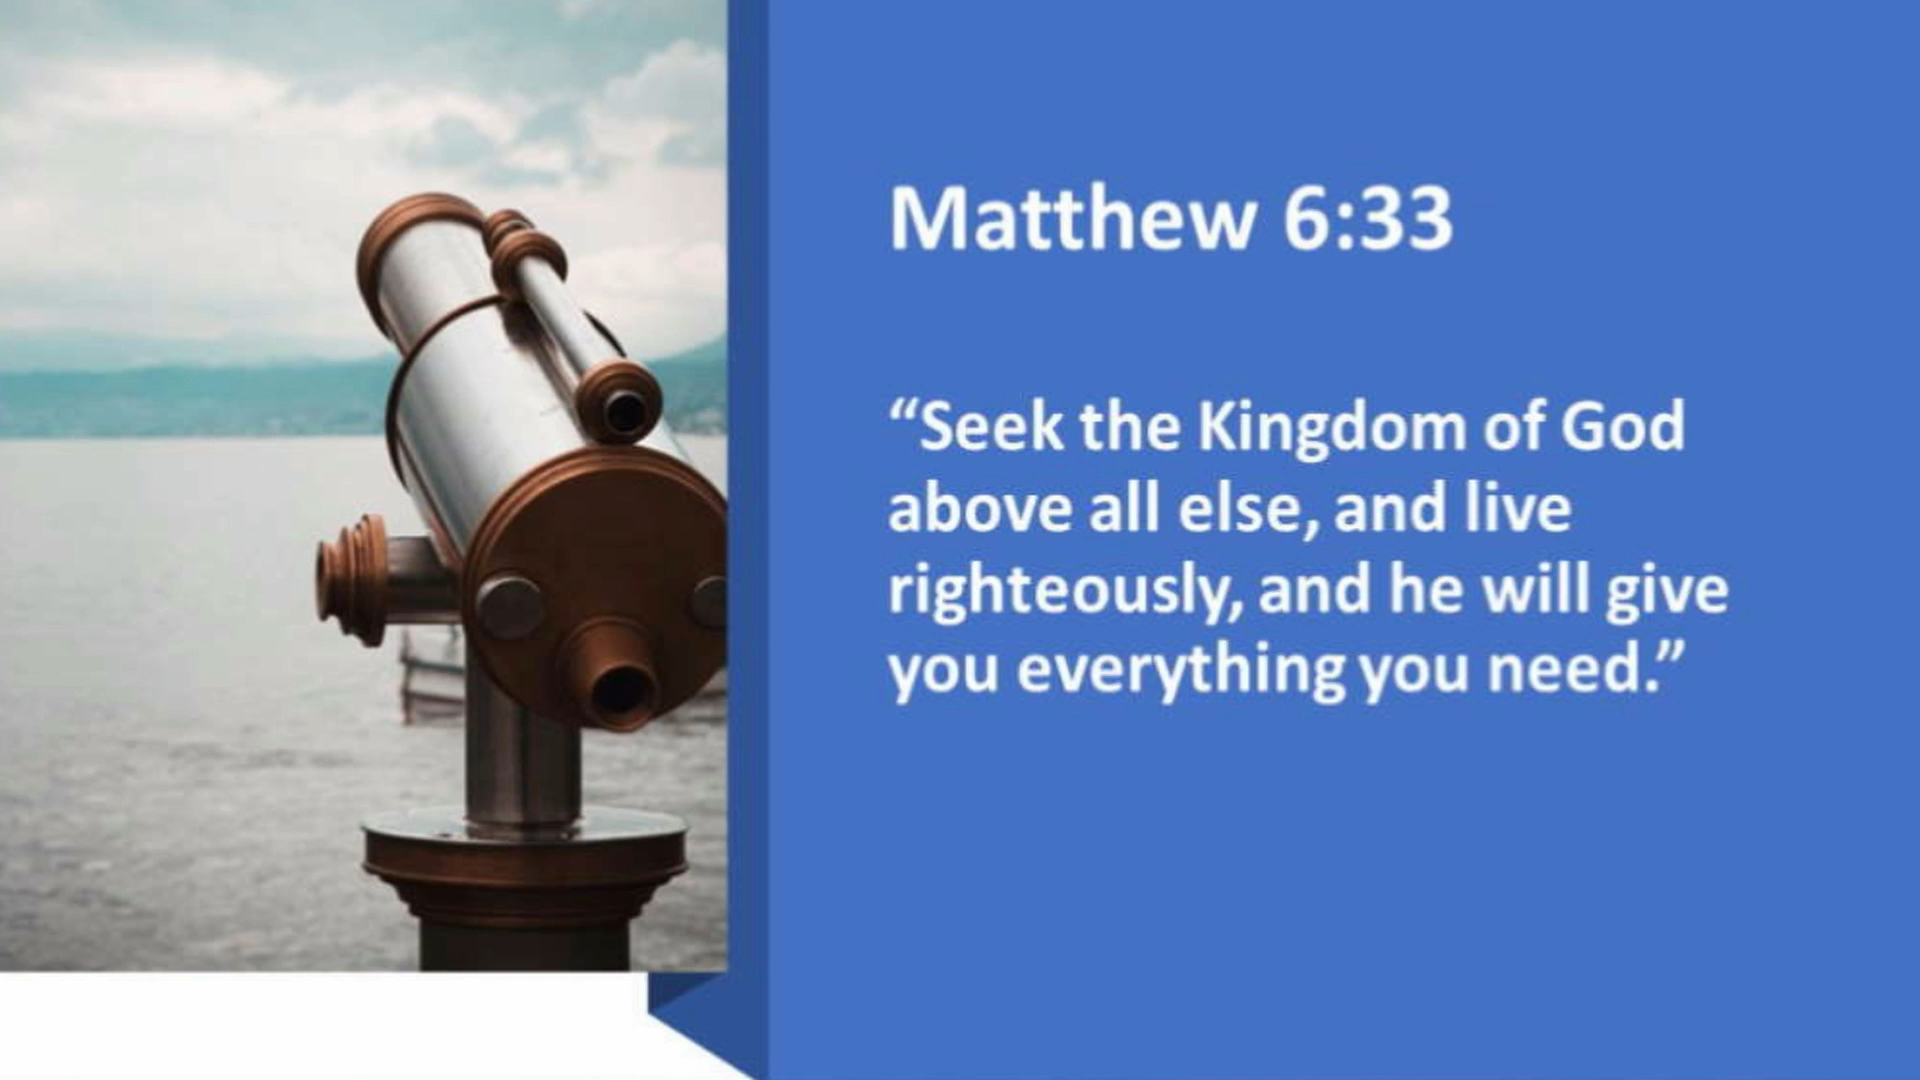 Matthew 6:33
“Seek the Kingdom of God
above all else, and live
righteously, and he will give
you everything you need.”